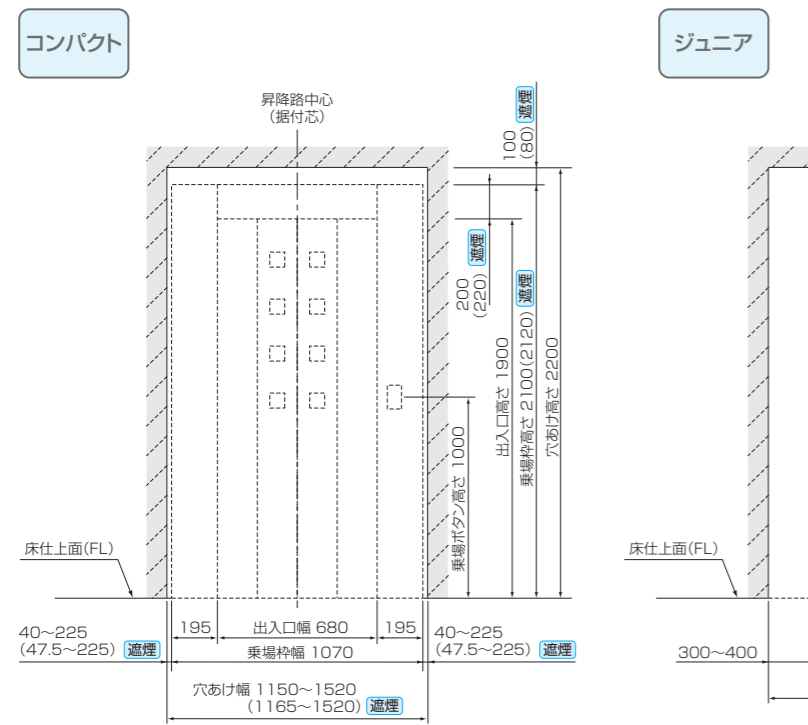 コンパクト
ジュニア
昇降路中心
(据付芯)
100
(80) 遮煙
200
(220) 遮煙
出入口高さ 1900
乗場枠高さ 2100(2120) 遮煙
穴あけ高さ 2200
乗場ボタン高さ 1000
床仕上面(FL)
床仕上面(FL)
40〜225
(47.5〜225) 遮煙
195
出入口幅 680
195
乗場枠幅 1070
40〜225
(47.5〜225) 遮煙
300〜400
穴あけ幅 1150〜1520
(1165〜1520) 遮煙